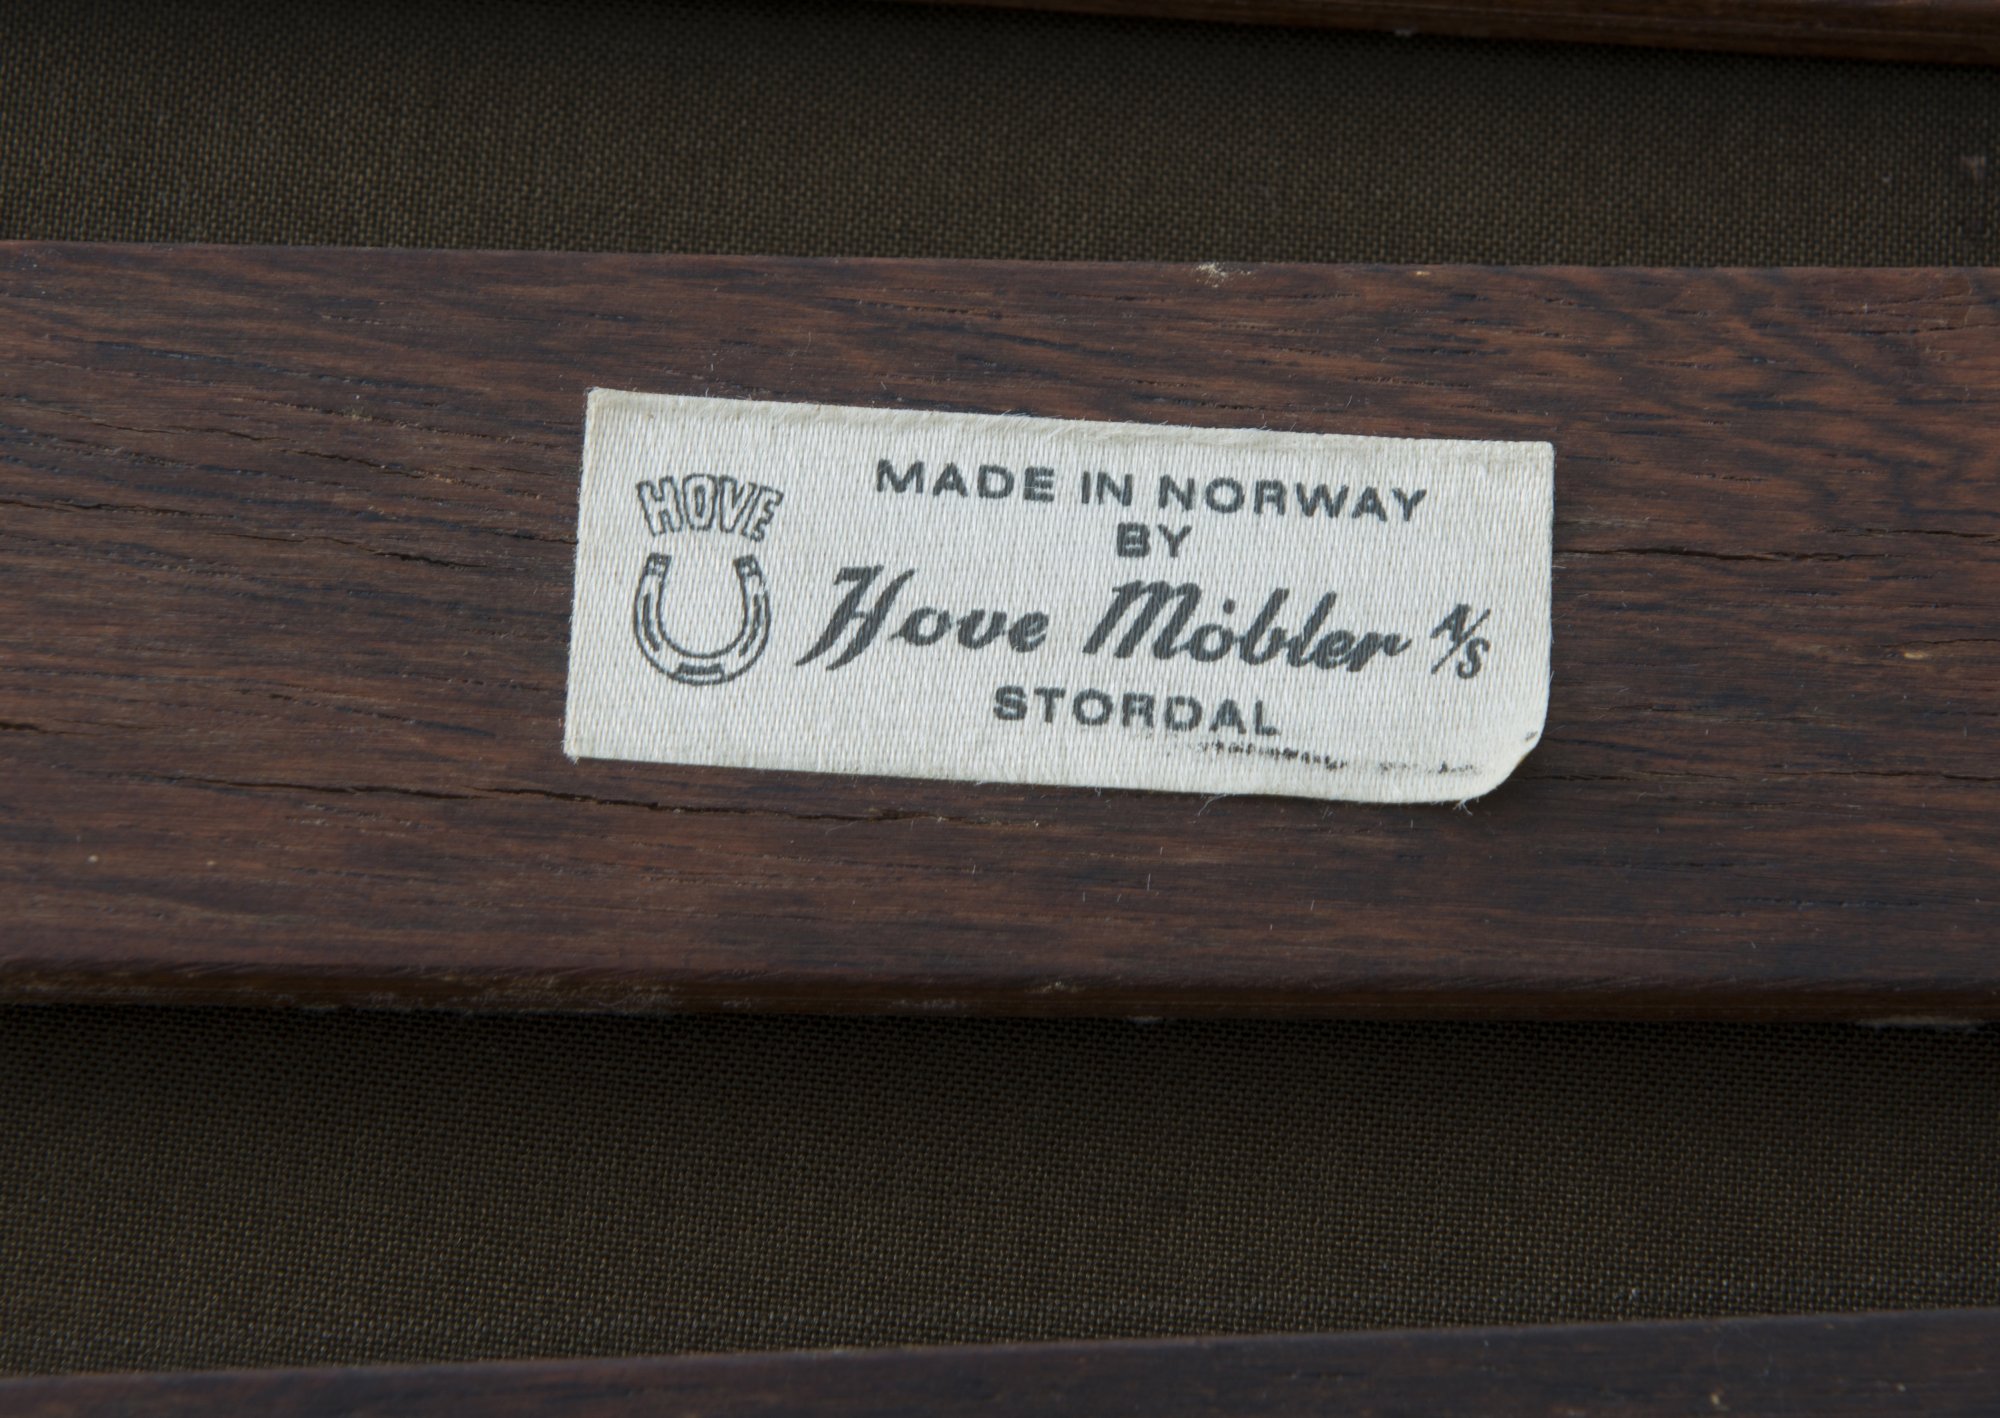 HOVE
MADE IN NORWAY
BY
Hove Möbler A/S
STORDAL